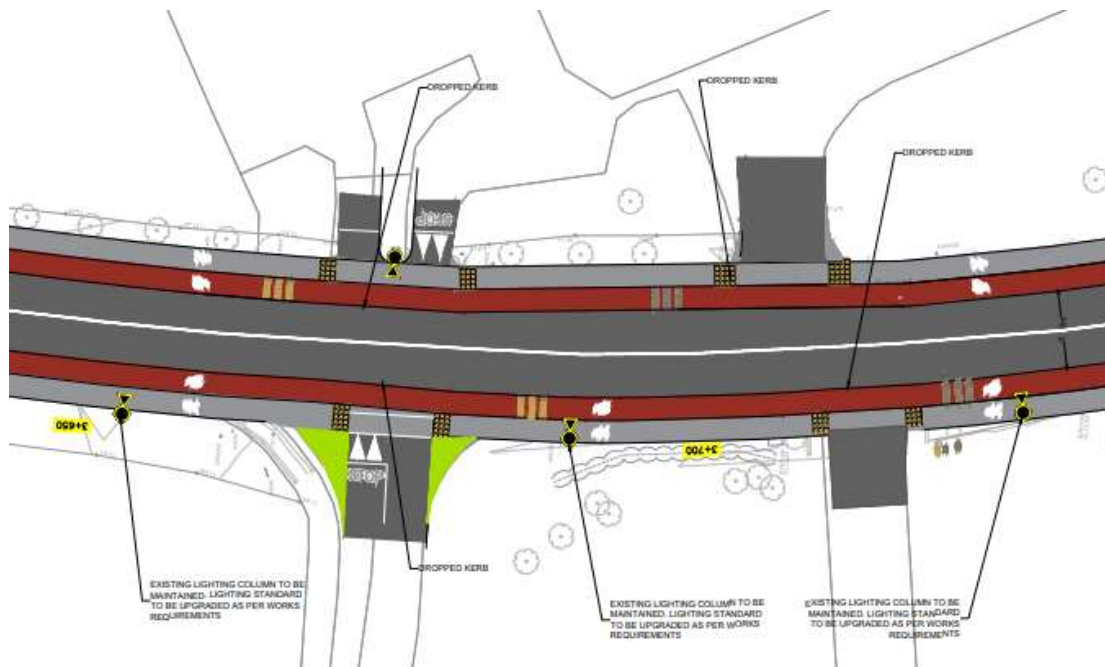 DROPPED KERB
DROPPED KERB
DROPPED KERB
STOP
3+650
3+700
STOP
DROPPED KERB
EXISTING LIGHTING COLUMN TO BE
MAINTAINED. LIGHTING STANDARD
TO BE UPGRADED AS PER WORKS
REQUIREMENTS
EXISTING LIGHTING COLUMN TO BE
MAINTAINED. LIGHTING STANDARD
TO BE UPGRADED AS PER WORKS
REQUIREMENTS
EXISTING LIGHTING COLUMN TO BE
MAINTAINED. LIGHTING STANDARD
TO BE UPGRADED AS PER WORKS
REQUIREMENTS